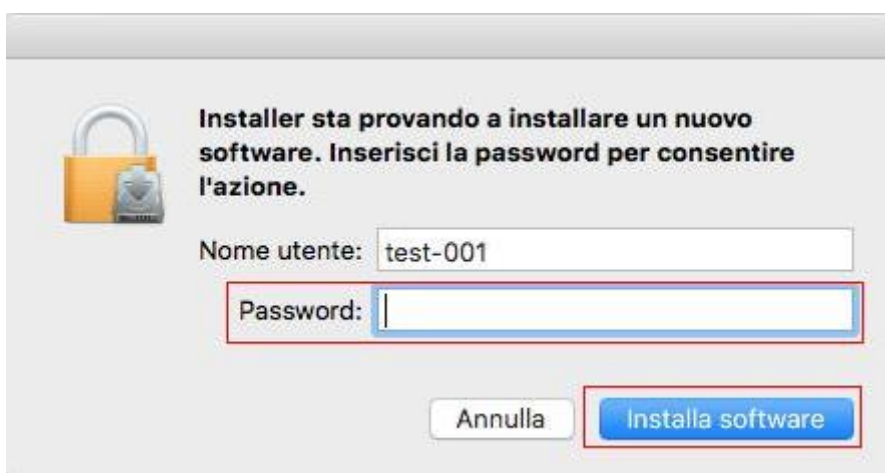 Installer sta provando a installare un nuovo
software. Inserisci la password per consentire
l'azione.
Nome utente: test-001
Password:
Annulla Installa software